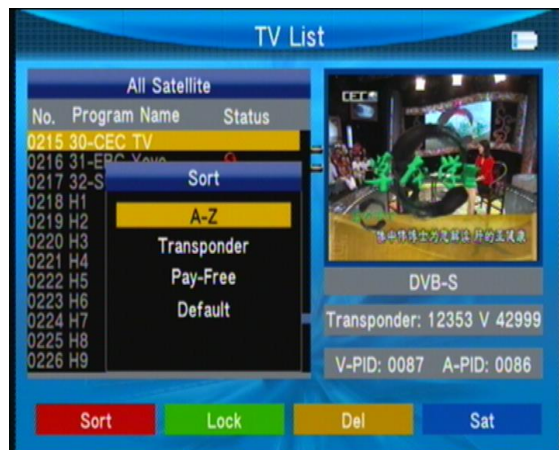 TV List
All Satellite
No. Program Name Status
0215 30-CEC TV
0216 31-EBC Yoyo
0217 32-S
0218 H1
0219 H2
0220 H3
0221 H4
0222 H5
0223 H6
0224 H7
0225 H8
0226 H9
Sort
A-Z
Transponder
Pay-Free
Default
DVB-S
Transponder: 12353 V 42999
V-PID: 0087 A-PID: 0086
Sort Lock Del Sat